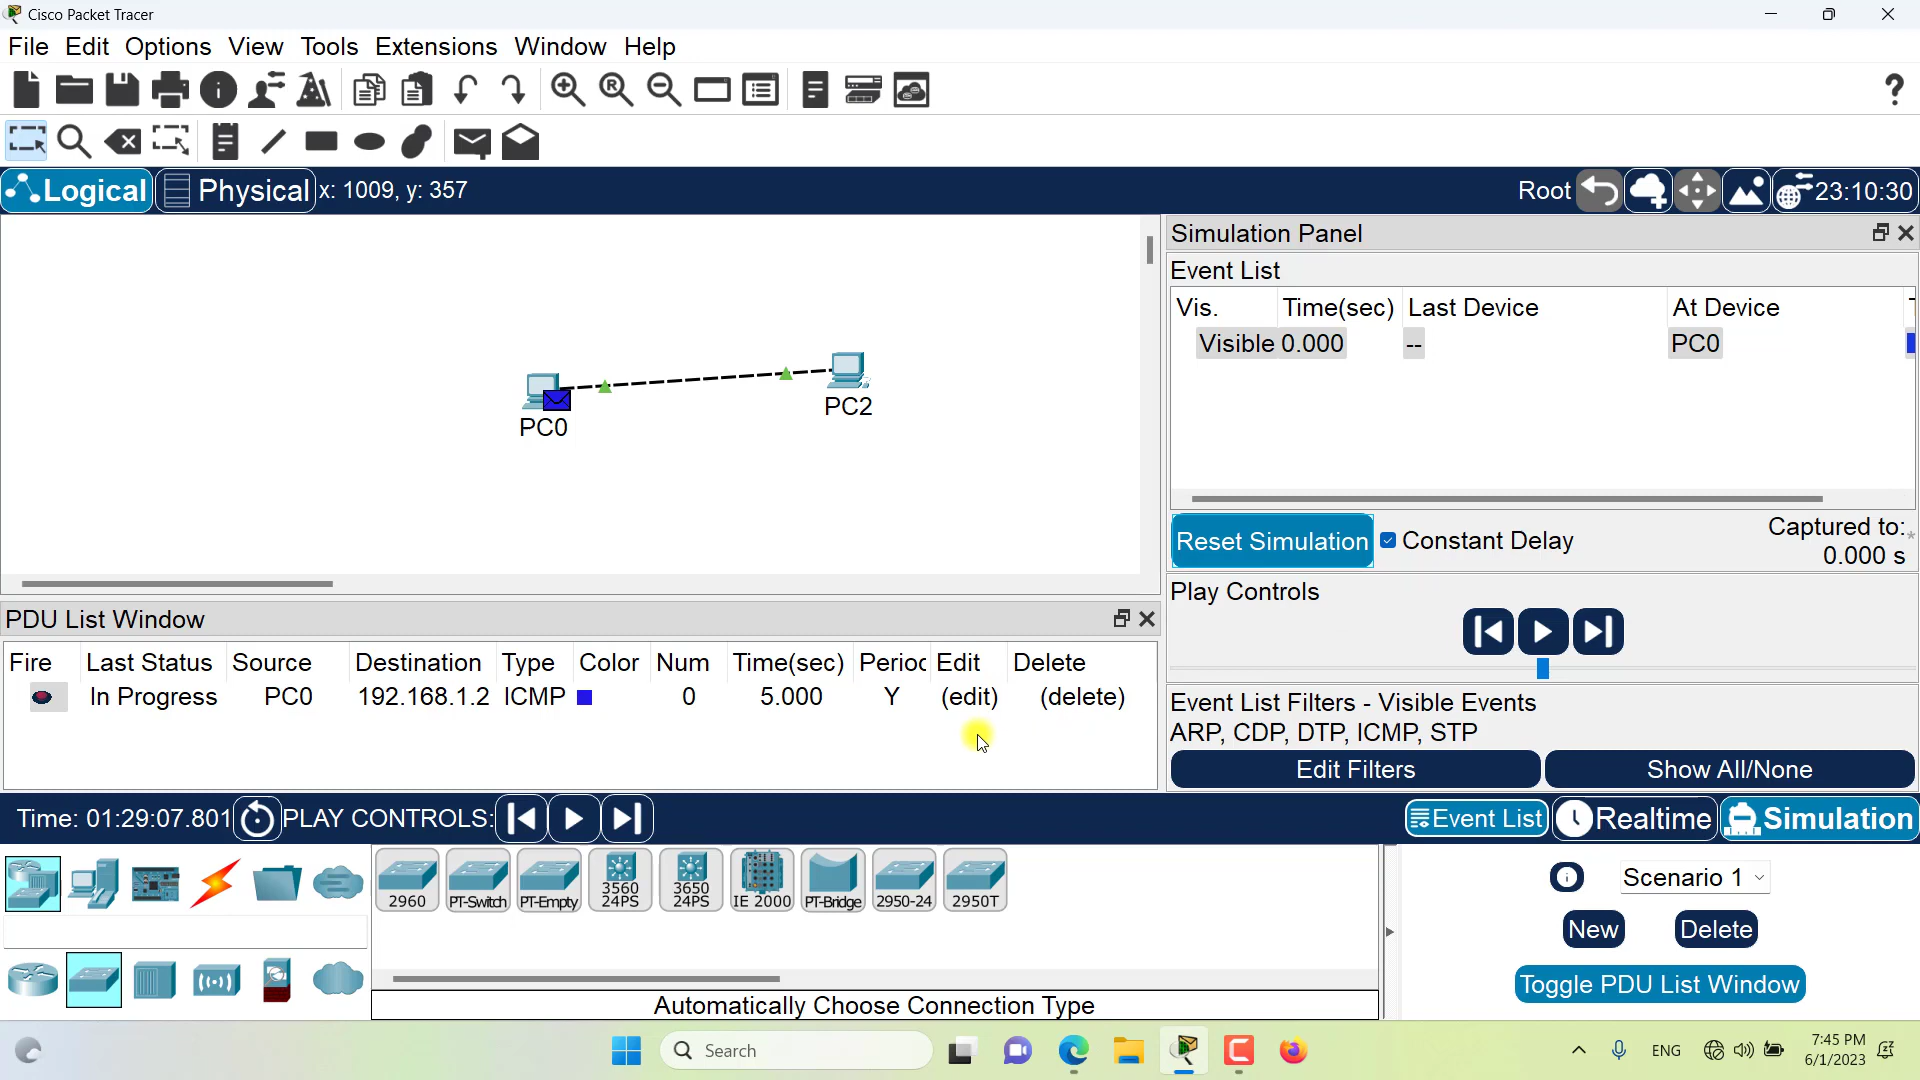 Cisco Packet Tracer
File Edit Options View Tools Extensions Window Help
Logical Physical x: 1009, y: 357 Root 23:10:30
Simulation Panel
Event List
Vis. Time(sec) Last Device At Device
Visible 0.000 -- PC0
PC0
PC2
Reset Simulation Constant Delay Captured to: *
0.000 s
Play Controls
PDU List Window
Fire Last Status Source Destination Type Color Num Time(sec) Perioc Edit Delete
In Progress PC0 192.168.1.2 ICMP 0 5.000 Y (edit) (delete)
Event List Filters - Visible Events
ARP, CDP, DTP, ICMP, STP
Edit Filters Show All/None
Time: 01:29:07.801 PLAY CONTROLS: Event List Realtime Simulation
2960 PT-Switch PT-Empty 3560 24PS 3650 24PS IE 2000 PT-Bridge 2950-24 2950T
Scenario 1
New Delete
Toggle PDU List Window
Automatically Choose Connection Type
Search
ENG
7:45 PM
6/1/2023